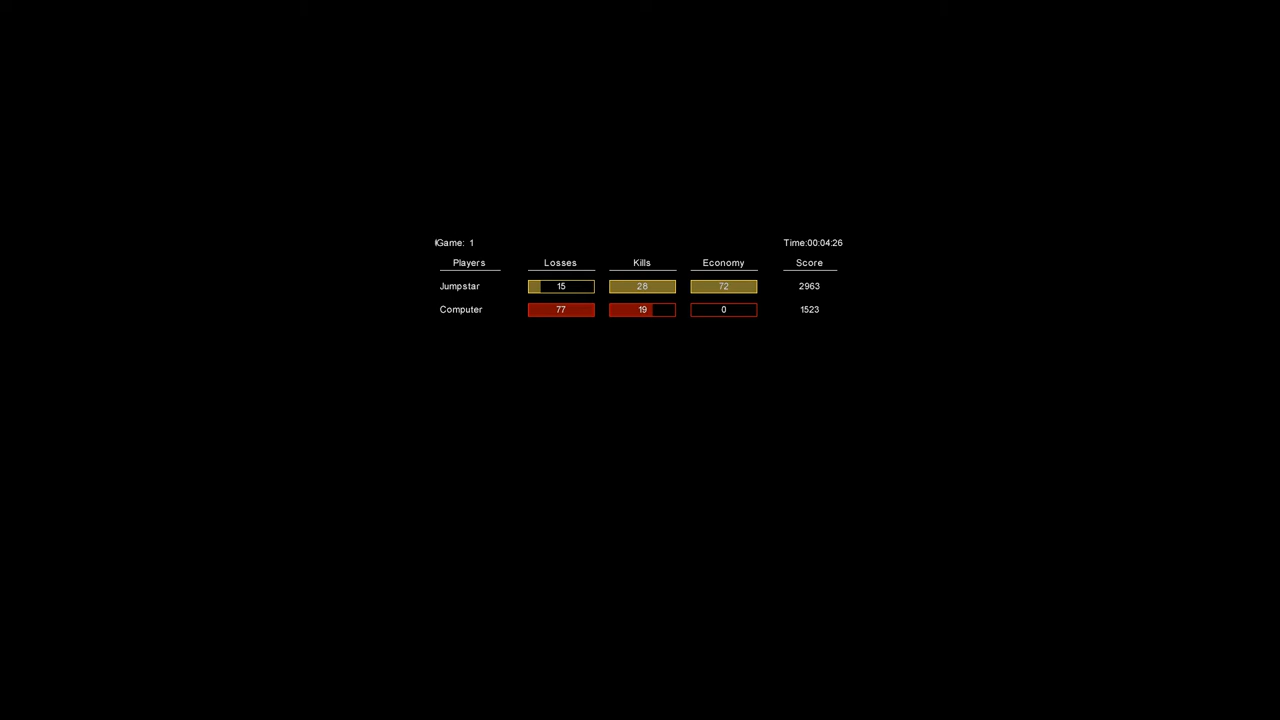 Game: 1 Time:00:04:26
Players Losses Kills Economy Score
Jumpstar 15 28 72 2963
Computer 77 19 0 1523